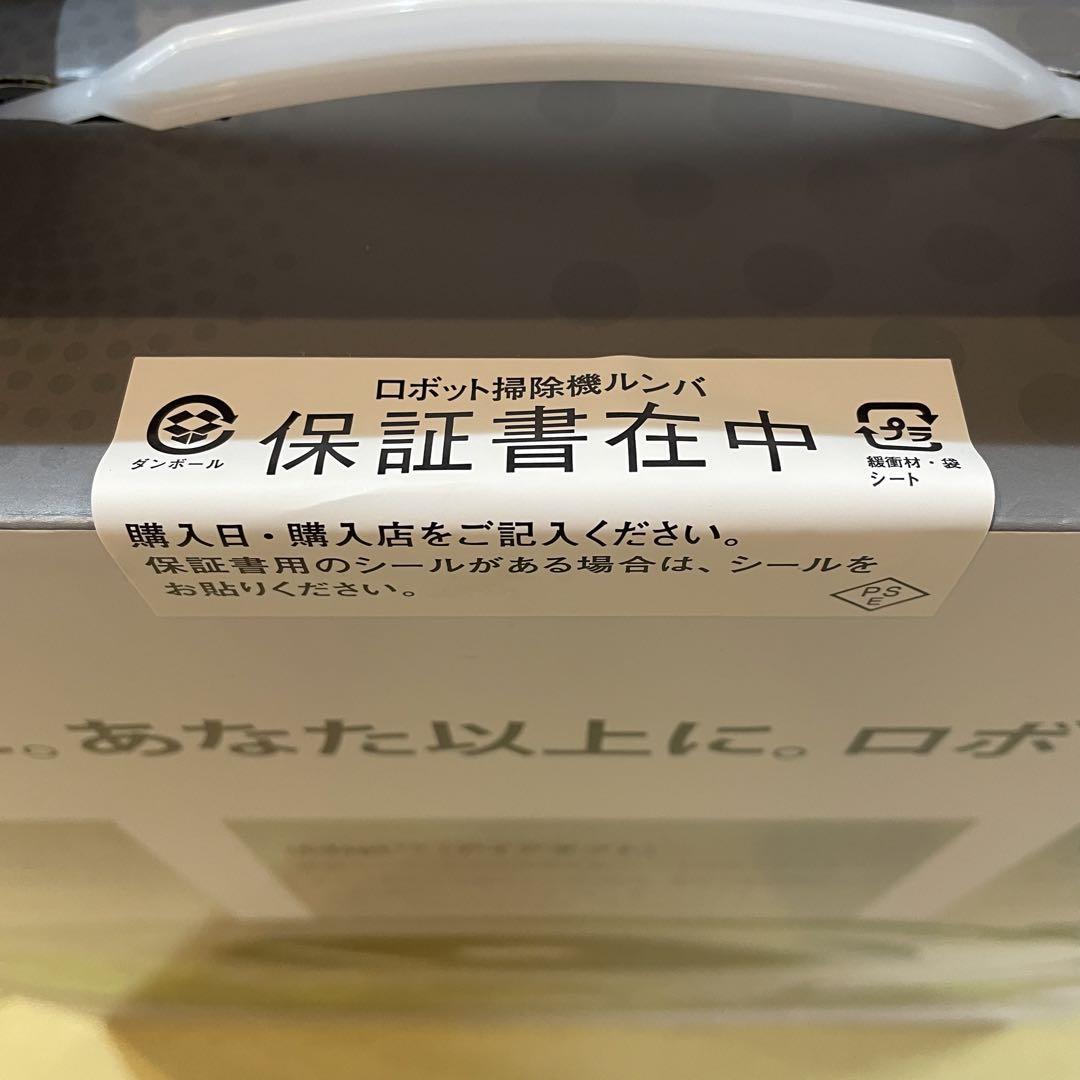 ロボット掃除機ルンバ
保証書在中
ダンボール
プラ
緩衝材・袋
シート
購入日・購入店をご記入ください。
保証書用のシールがある場合は、シールを
お貼りください。
PSE
。あなた以上に。ロボ